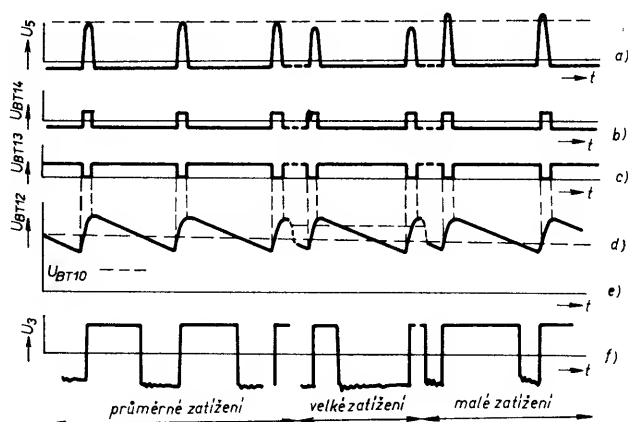 U5
t
a)
UBT14
t
b)
UBT13
t
c)
UBT12
d)
UBT10
t
e)
U3
t
f)
průměrné zatížení
velké zatížení
malé zatížení